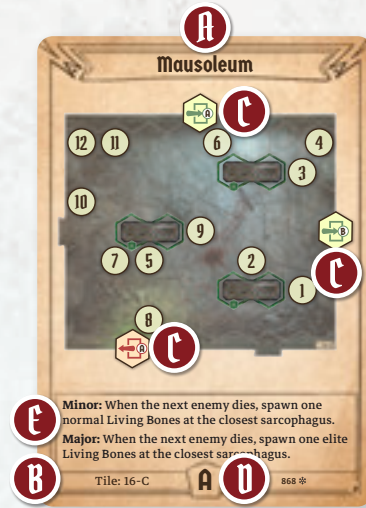 A
Mausoleum
A C
12 11 6 4
3
10
9 B
7 5 2 C
1
8
A C
E Minor: When the next enemy dies, spawn one
normal Living Bones at the closest sarcophagus.
Major: When the next enemy dies, spawn one elite
Living Bones at the closest sarcophagus.
B Tile: 16-C A D 868 ✲